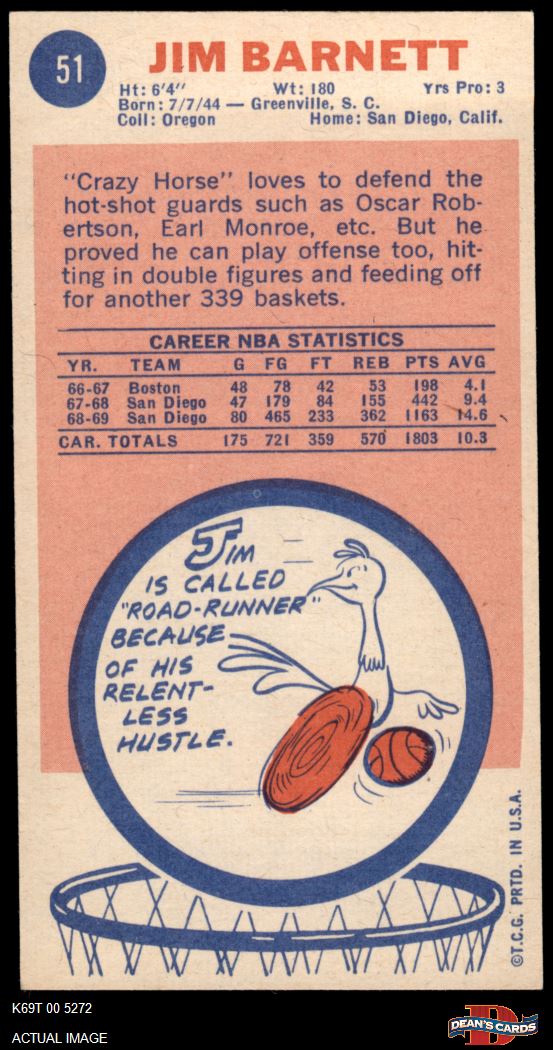 51
JIM BARNETT
Ht: 6'4" Wt: 180 Yrs Pro: 3
Born: 7/7/44 — Greenville, S. C.
Coll: Oregon Home: San Diego, Calif.
"Crazy Horse" loves to defend the
hot-shot guards such as Oscar Rob-
ertson, Earl Monroe, etc. But he
proved he can play offense too, hit-
ting in double figures and feeding off
for another 339 baskets.
CAREER NBA STATISTICS
YR. TEAM G FG FT REB PTS AVG
66-67 Boston 48 78 42 53 198 4.1
67-68 San Diego 47 179 84 155 442 9.4
68-69 San Diego 80 465 233 362 1163 14.6
CAR. TOTALS 175 721 359 570 1803 10.3
JIM
IS CALLED
"ROAD-RUNNER"
BECAUSE
OF HIS
RELENT-
LESS
HUSTLE.
©T.C.G. PRTD. IN U.S.A.
K69T 00 5272
ACTUAL IMAGE
D
DEAN'S CARDS